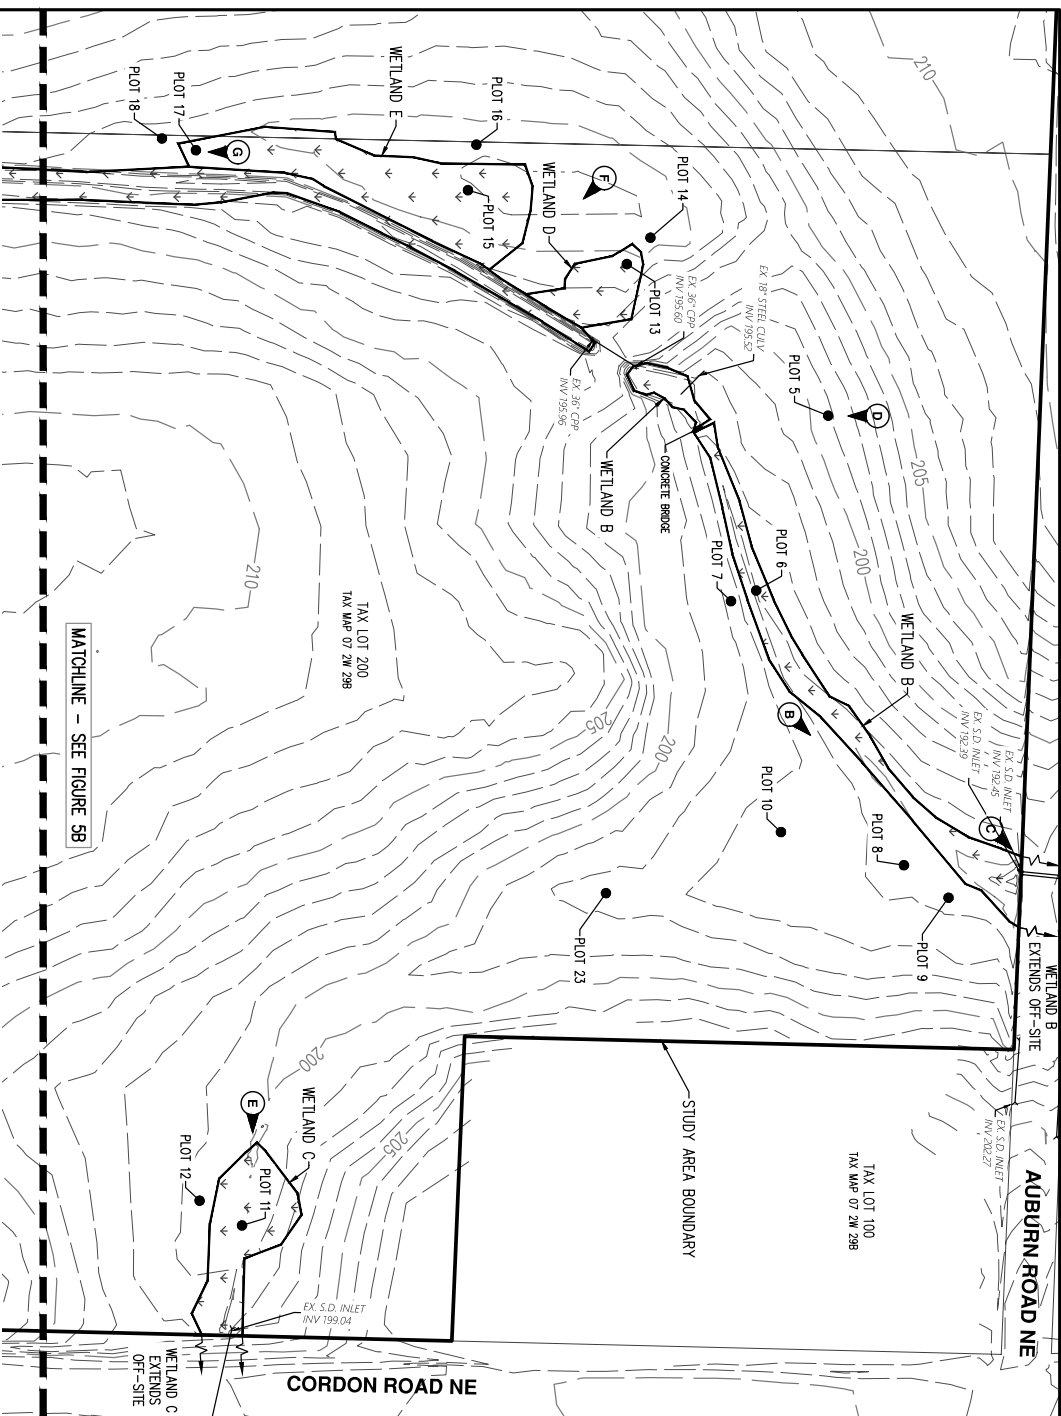 210
WETLAND E
PLOT 18
PLOT 17
G
PLOT 16
F
PLOT 14
WETLAND D
PLOT 15
PLOT 13
EX. 36" CPP
INV 195.60
EX. 18" STEEL CULV
INV 195.52
PLOT 5
D
EX. 36" CPP
INV 195.96
WETLAND B
CONCRETE BRIDGE
205
200
PLOT 6
PLOT 7
210
TAX LOT 200
TAX MAP 07 2W 29B
WETLAND B
B
205
200
EX. S.D. INLET
INV 192.39
EX. S.D. INLET
INV 192.45
C
PLOT 10
PLOT 8
PLOT 9
PLOT 23
MATCHLINE - SEE FIGURE 5B
WETLAND B
EXTENDS OFF-SITE
200
205
E
WETLAND C
PLOT 12
PLOT 11
STUDY AREA BOUNDARY
TAX LOT 100
TAX MAP 07 2W 29B
EX. S.D. INLET
INV 202.27
AUBURN ROAD NE
EX. S.D. INLET
INV 199.04
WETLAND C
EXTENDS
OFF-SITE
CORDON ROAD NE